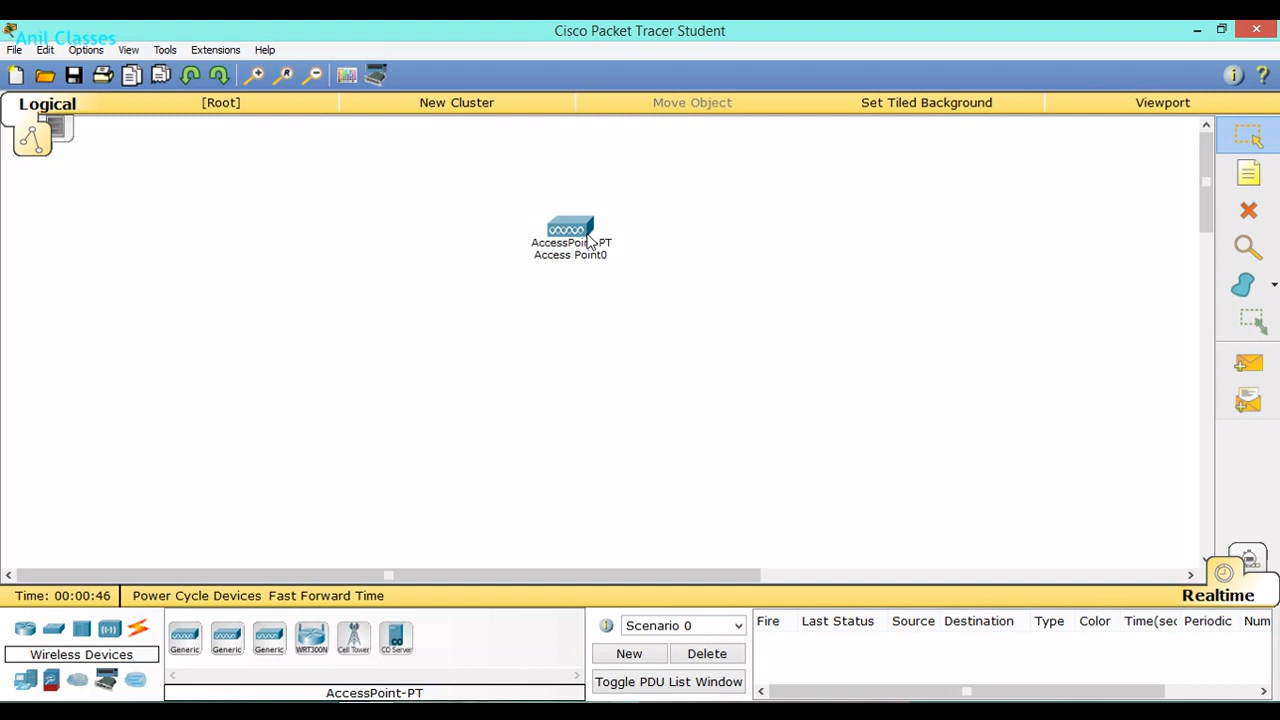 Cisco Packet Tracer Student
Anil Classes
File Edit Options View Tools Extensions Help
Logical [Root] New Cluster Move Object Set Tiled Background Viewport
AccessPoint-PT
Access Point0
Time: 00:00:46 Power Cycle Devices Fast Forward Time
Realtime
Wireless Devices
Generic Generic Generic WRT300N Cell Tower CO Server
AccessPoint-PT
Scenario 0
New Delete
Toggle PDU List Window
Fire Last Status Source Destination Type Color Time(sec Periodic Num